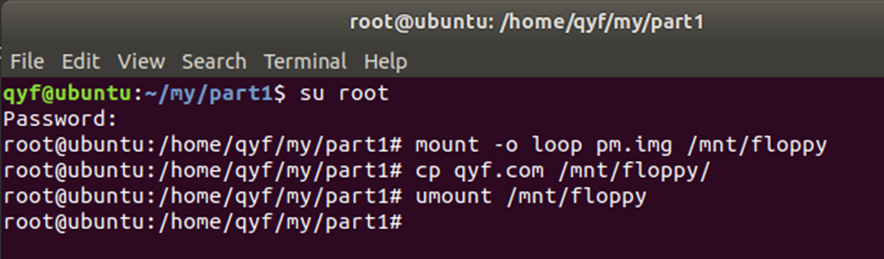 root@ubuntu: /home/qyf/my/part1
File Edit View Search Terminal Help
qyf@ubuntu:~/my/part1$ su root
Password:
root@ubuntu:/home/qyf/my/part1# mount -o loop pm.img /mnt/floppy
root@ubuntu:/home/qyf/my/part1# cp qyf.com /mnt/floppy/
root@ubuntu:/home/qyf/my/part1# umount /mnt/floppy
root@ubuntu:/home/qyf/my/part1#